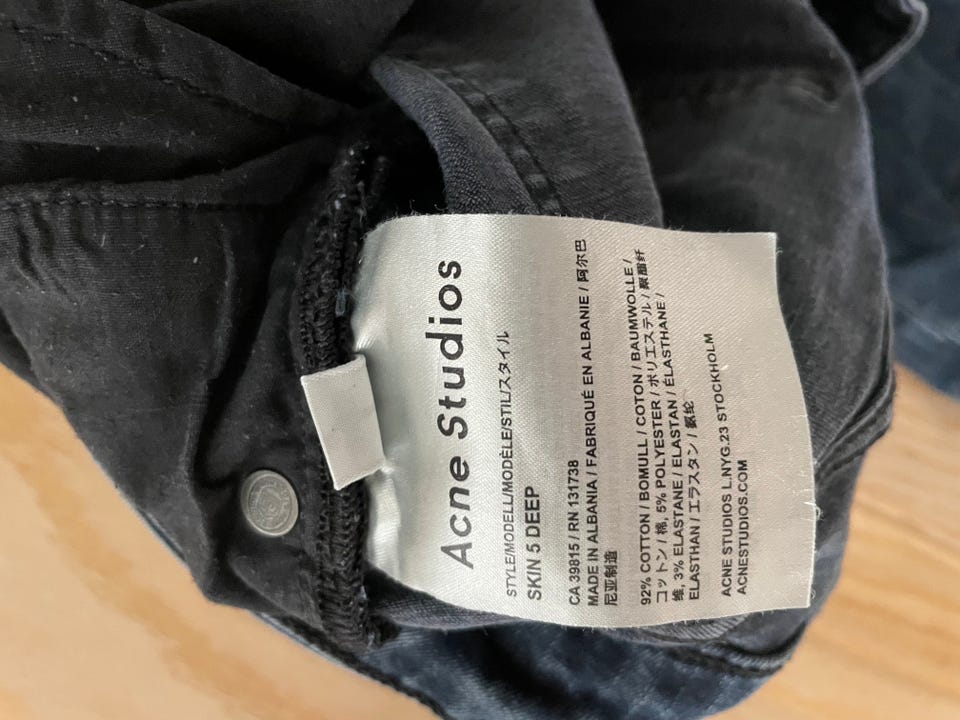 Acne Studios
STYLE/MODELL/MODÈLE/STIL/スタイル
SKIN 5 DEEP
CA 39815 / RN 131738
MADE IN ALBANIA / FABRIQUÉ EN ALBANIE / 阿尔巴
尼亚制造
92% COTTON / BOMULL / COTON / BAUMWOLLE /
コットン / 棉, 5% POLYESTER / ポリエステル / 聚酯纤
维, 3% ELASTANE / ELASTAN / ÉLASTHANNE /
ELASTHAN / エラスタン / 氨纶
ACNE STUDIOS L.NYG.23 STOCKHOLM
ACNESTUDIOS.COM